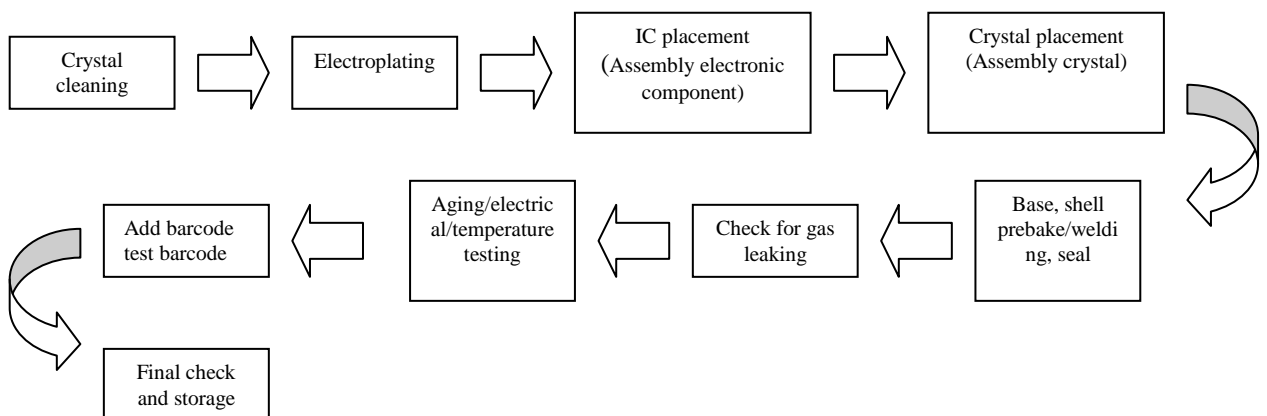 Crystal
cleaning
Electroplating
IC placement
(Assembly electronic
component)
Crystal placement
(Assembly crystal)
Base, shell
prebake/weldi
ng, seal
Check for gas
leaking
Aging/electric
al/temperature
testing
Add barcode
test barcode
Final check
and storage